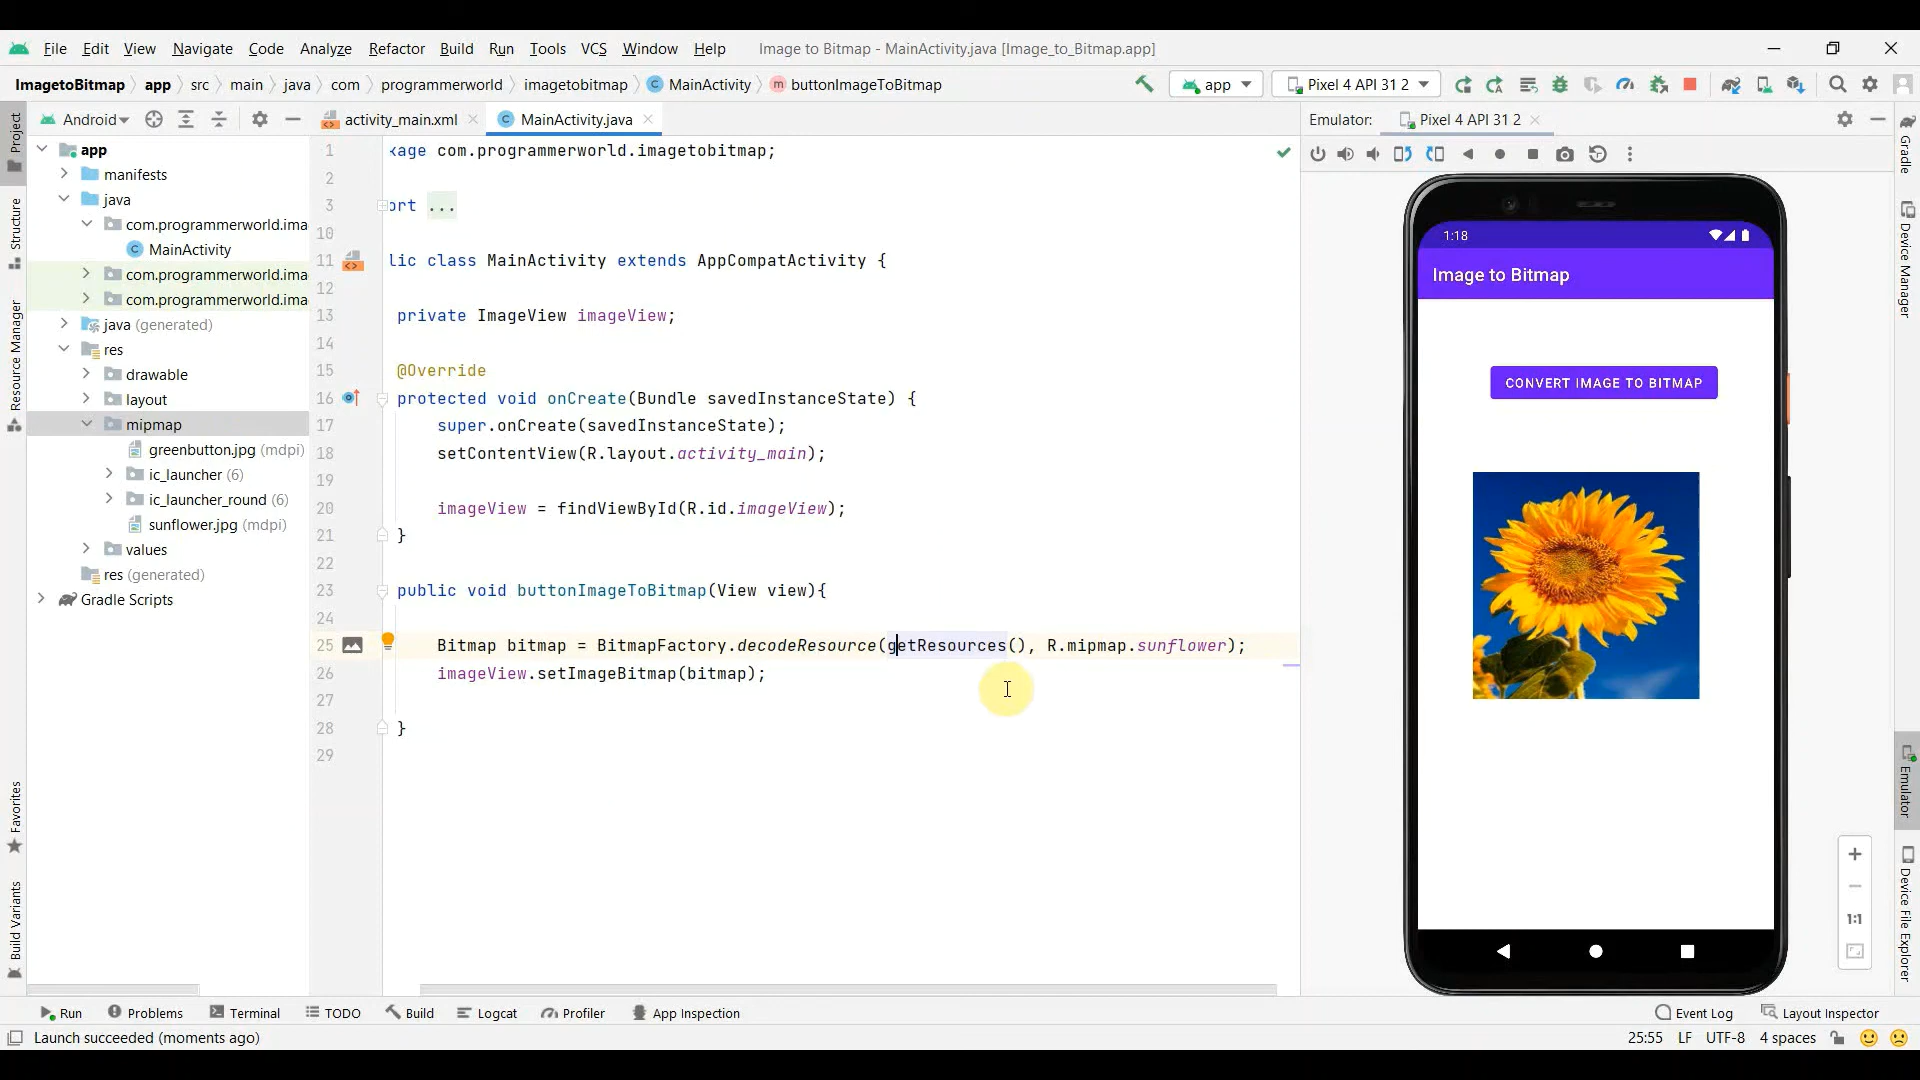 File Edit View Navigate Code Analyze Refactor Build Run Tools VCS Window Help Image to Bitmap - MainActivity.java [Image_to_Bitmap.app]
ImagetoBitmap app src main java com programmerworld imagetobitmap MainActivity buttonImageToBitmap app Pixel 4 API 31 2
Android activity_main.xml MainActivity.java Emulator: Pixel 4 API 31 2
Project
Structure
Resource Manager
Favorites
Build Variants
app
manifests
java
com.programmerworld.ima
MainActivity
com.programmerworld.ima
com.programmerworld.ima
java (generated)
res
drawable
layout
mipmap
greenbutton.jpg (mdpi)
ic_launcher (6)
ic_launcher_round (6)
sunflower.jpg (mdpi)
values
res (generated)
Gradle Scripts
1 kage com.programmerworld.imagetobitmap;
2
3 ort ...
10
11 lic class MainActivity extends AppCompatActivity {
12
13 private ImageView imageView;
14
15 @Override
16 protected void onCreate(Bundle savedInstanceState) {
17 super.onCreate(savedInstanceState);
18 setContentView(R.layout.activity_main);
19
20 imageView = findViewById(R.id.imageView);
21 }
22
23 public void buttonImageToBitmap(View view){
24
25 Bitmap bitmap = BitmapFactory.decodeResource(getResources(), R.mipmap.sunflower);
26 imageView.setImageBitmap(bitmap);
27
28 }
29
1:18
Image to Bitmap
CONVERT IMAGE TO BITMAP
1:1
Gradle
Device Manager
Emulator
Device File Explorer
Run Problems Terminal TODO Build Logcat Profiler App Inspection Event Log Layout Inspector
Launch succeeded (moments ago) 25:55 LF UTF-8 4 spaces